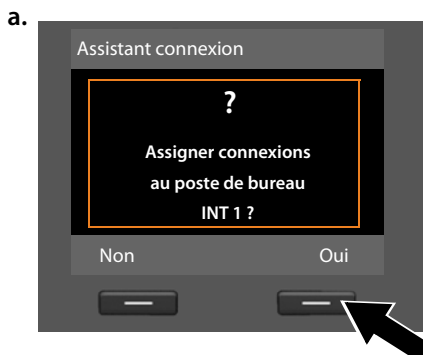 a.
Assistant connexion
?
Assigner connexions
au poste de bureau
INT 1 ?
Non Oui